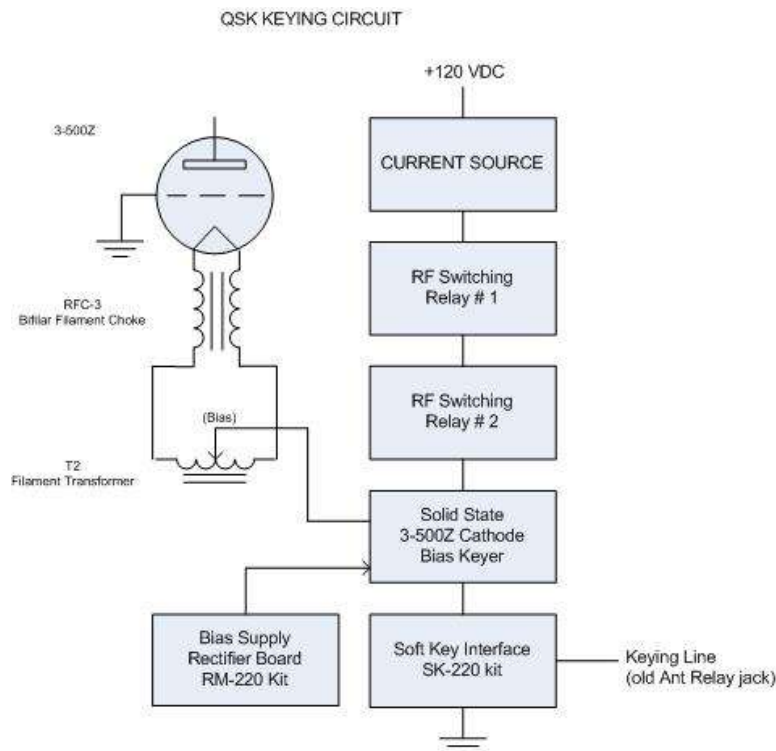 QSK KEYING CIRCUIT
+120 VDC
3-500Z
CURRENT SOURCE
RF Switching
Relay # 1
RFC-3
Bifilar Filament Choke
RF Switching
Relay # 2
(Bias)
T2
Filament Transformer
Solid State
3-500Z Cathode
Bias Keyer
Bias Supply
Rectifier Board
RM-220 Kit
Soft Key Interface
SK-220 kit
Keying Line
(old Ant Relay jack)